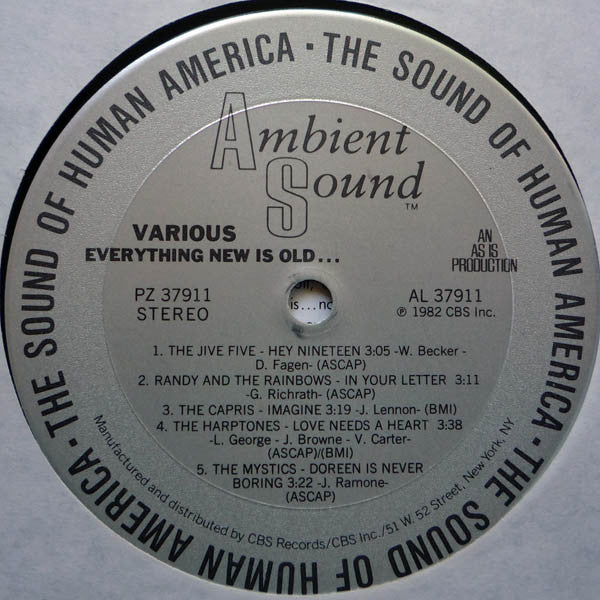 THE SOUND OF HUMAN AMERICA · THE SOUND OF HUMAN AMERICA · THE SOUND OF HUMAN AMERICA ·
Ambient
Sound
TM
VARIOUS
EVERYTHING NEW IS OLD...
AN
AS IS
PRODUCTION
PZ 37911
STEREO
AL 37911
℗ 1982 CBS Inc.
is...no
1. THE JIVE FIVE - HEY NINETEEN 3:05 -W. Becker -
D. Fagen- (ASCAP)
2. RANDY AND THE RAINBOWS - IN YOUR LETTER 3:11
-G. Richrath- (ASCAP)
3. THE CAPRIS - IMAGINE 3:19 -J. Lennon- (BMI)
4. THE HARPTONES - LOVE NEEDS A HEART 3:38
-L. George - J. Browne - V. Carter-
(ASCAP)/(BMI)
5. THE MYSTICS - DOREEN IS NEVER
BORING 3:22 -J. Ramone-
(ASCAP)
Manufactured and distributed by CBS Records/CBS Inc./51 W. 52 Street, New York, NY